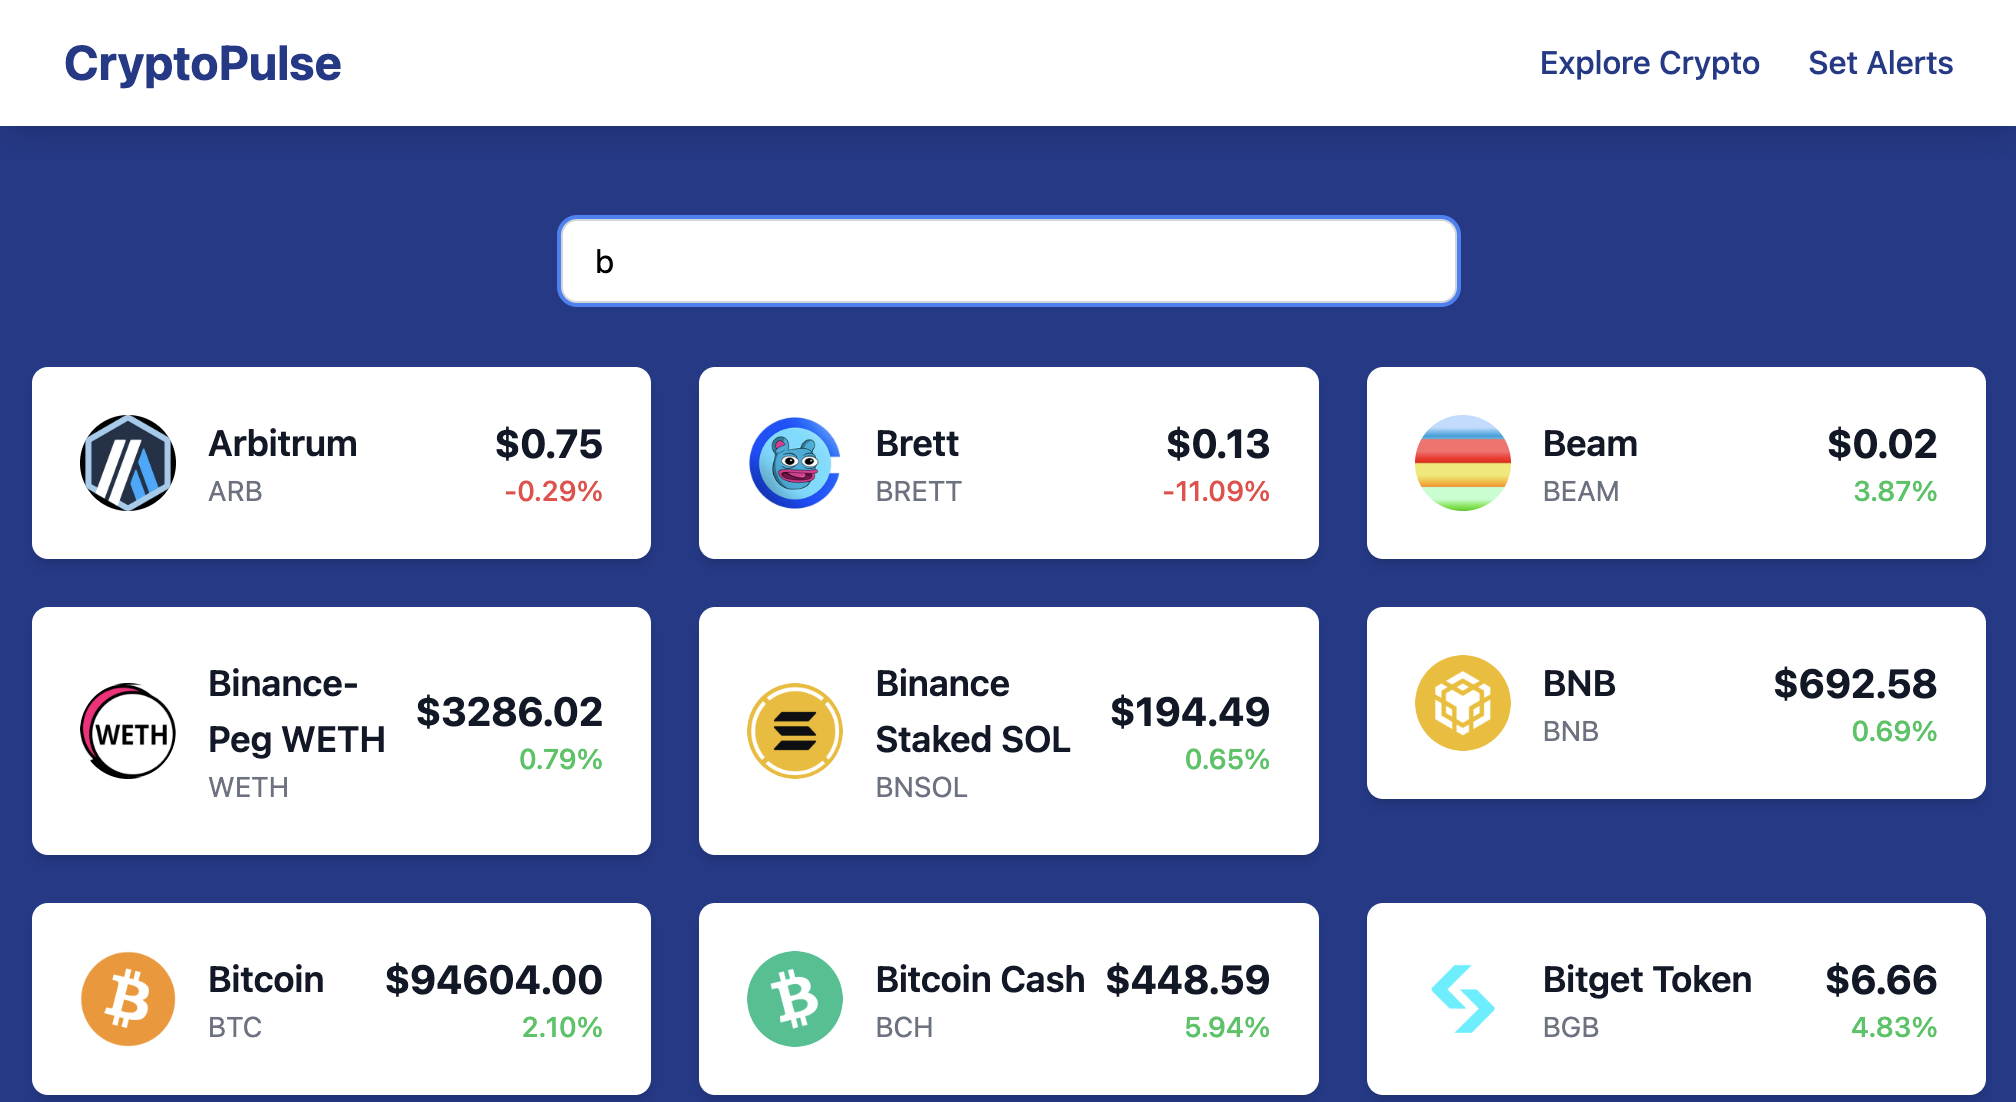 CryptoPulse
Explore Crypto
Set Alerts
b
Arbitrum
ARB
$0.75
-0.29%
Brett
BRETT
$0.13
-11.09%
Beam
BEAM
$0.02
3.87%
WETH
Binance-
Peg WETH
WETH
$3286.02
0.79%
Binance
Staked SOL
BNSOL
$194.49
0.65%
BNB
BNB
$692.58
0.69%
Bitcoin
BTC
$94604.00
2.10%
Bitcoin Cash
BCH
$448.59
5.94%
Bitget Token
BGB
$6.66
4.83%